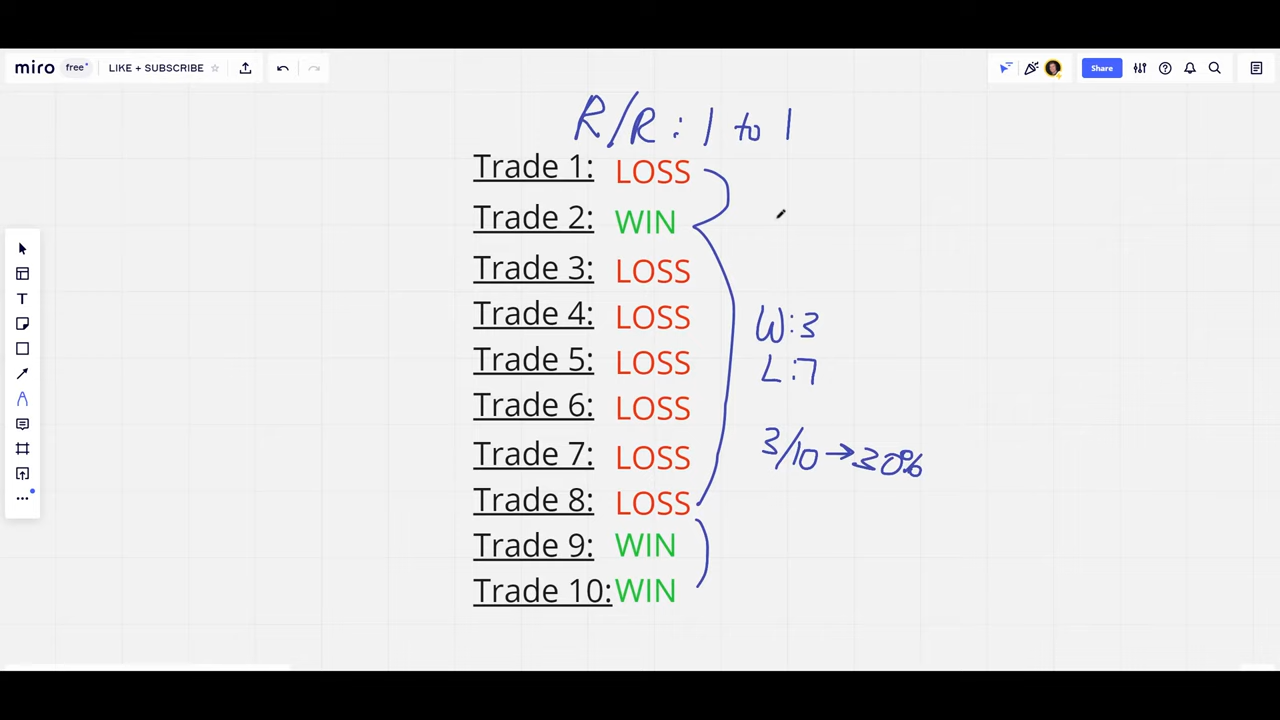 miro free LIKE + SUBSCRIBE Share
R/R: 1 to 1
Trade 1: LOSS
Trade 2: WIN
Trade 3: LOSS
Trade 4: LOSS
W: 3
Trade 5: LOSS
L: 7
Trade 6: LOSS
Trade 7: LOSS
3/10 → 30%
Trade 8: LOSS
Trade 9: WIN
Trade 10: WIN